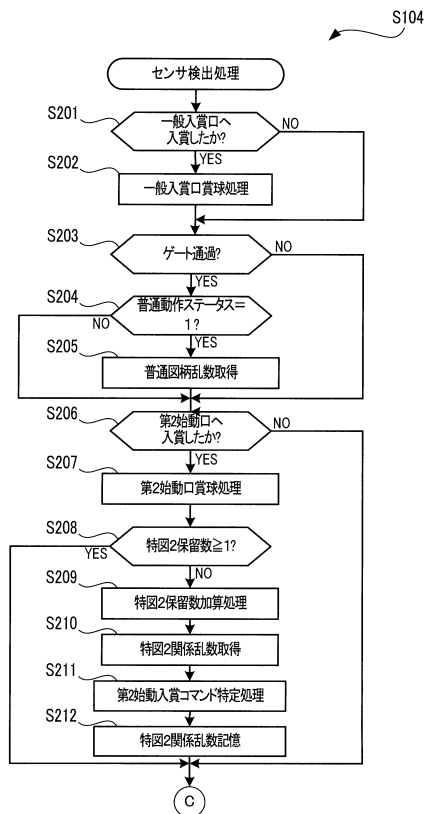 S104
センサ検出処理
S201
一般入賞口へ
入賞したか?
NO
YES
S202
一般入賞口賞球処理
S203
ゲート通過?
NO
YES
S204
普通動作ステータス=
1?
NO
YES
S205
普通図柄乱数取得
S206
第2始動口へ
入賞したか?
NO
YES
S207
第2始動口賞球処理
S208
特図2保留数≧1?
YES
NO
S209
特図2保留数加算処理
S210
特図2関係乱数取得
S211
第2始動入賞コマンド特定処理
S212
特図2関係乱数記憶
C